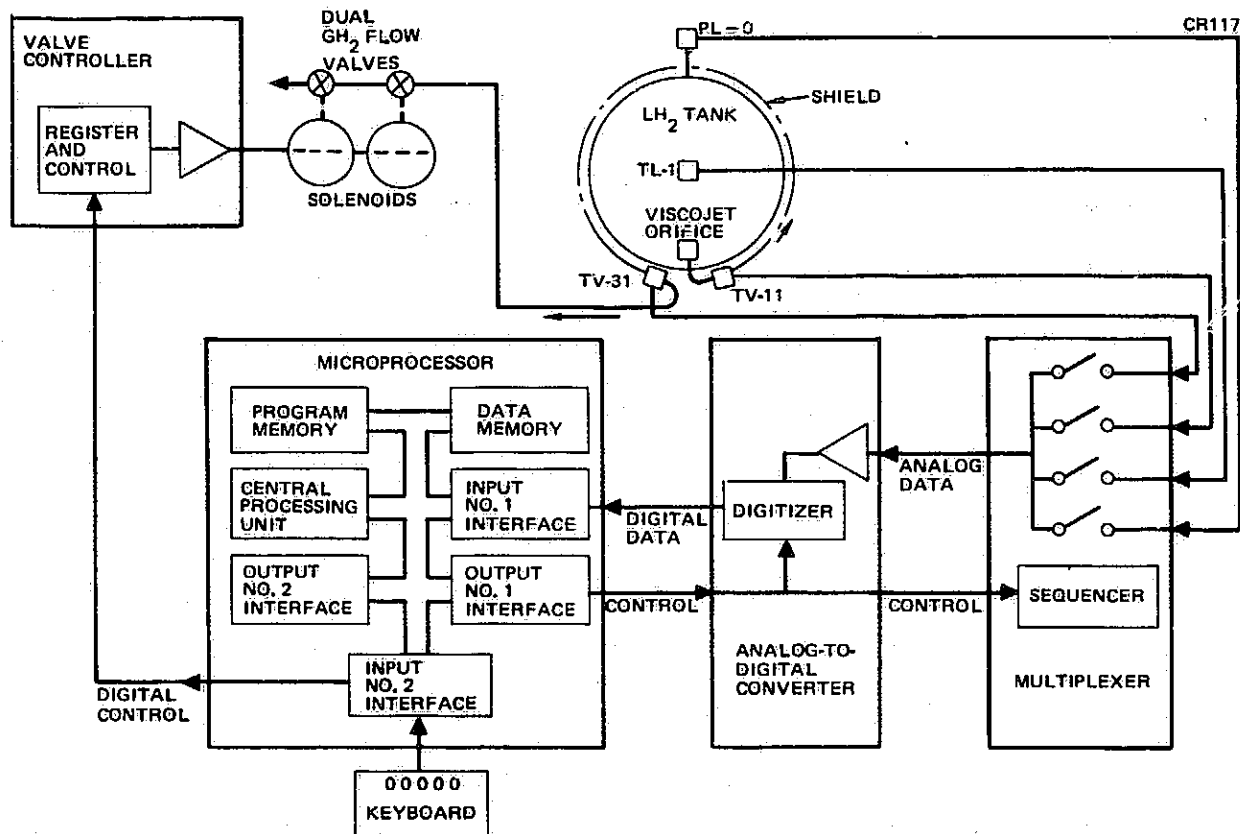 VALVE
CONTROLLER
REGISTER
AND
CONTROL
DUAL
GH2 FLOW
VALVES
SOLENOIDS
PL-0
CR117
SHIELD
LH2 TANK
TL-1
VISCOJET
ORIFICE
TV-31
TV-11
MICROPROCESSOR
PROGRAM
MEMORY
DATA
MEMORY
CENTRAL
PROCESSING
UNIT
INPUT
NO. 1
INTERFACE
OUTPUT
NO. 2
INTERFACE
OUTPUT
NO. 1
INTERFACE
INPUT
NO. 2
INTERFACE
DIGITAL
CONTROL
00000
KEYBOARD
DIGITAL
DATA
CONTROL
DIGITIZER
ANALOG-TO-
DIGITAL
CONVERTER
ANALOG
DATA
CONTROL
SEQUENCER
MULTIPLEXER